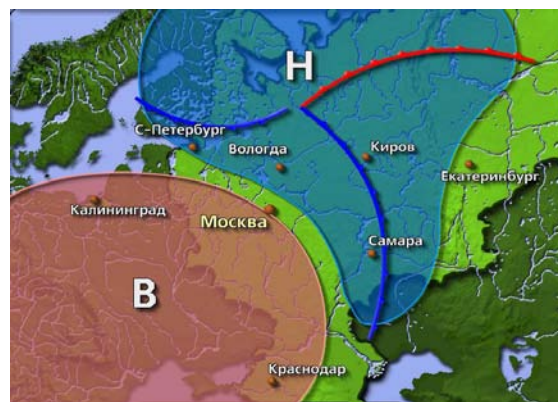 Н
С-Петербург
Вологда
Киров
Екатеринбург
Калининград
Москва
Самара
В
Краснодар